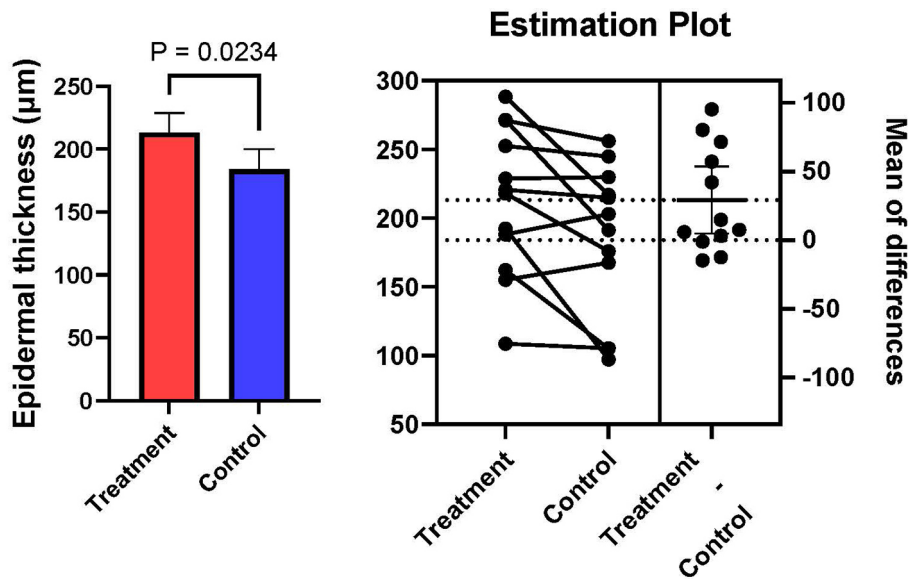 P = 0.0234
Epidermal thickness (μm)
250
200
150
100
50
0
Treatment
Control
Estimation Plot
300
250
200
150
100
50
Treatment
Control
Treatment
-
Control
100
50
0
-50
-100
Mean of differences